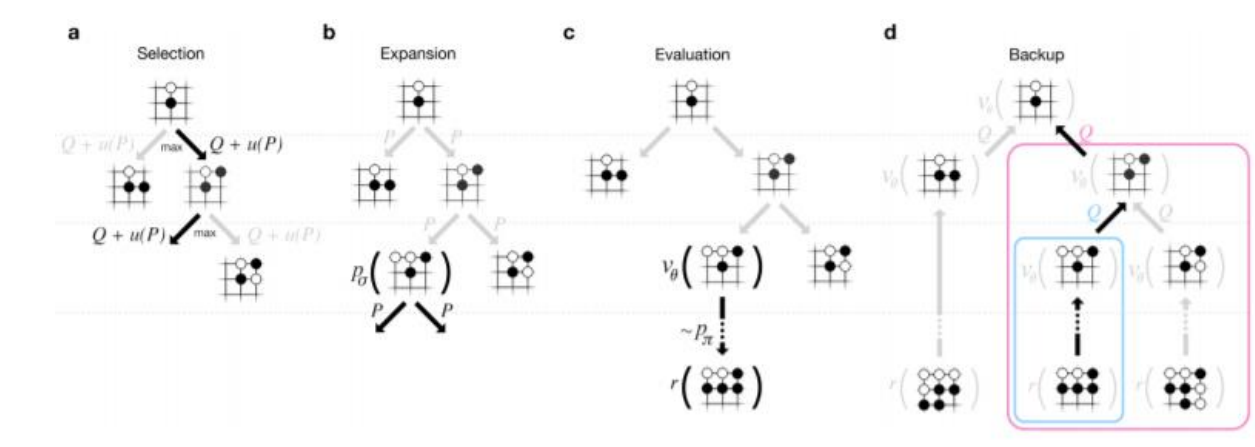 a
Selection
Q + u(P)
max
Q + u(P)
Q + u(P)
max
Q + u(P)
b
Expansion
P
P
P
P
pσ
P
P
c
Evaluation
vθ
~pπ
r
d
Backup
vθ
Q
Q
vθ
vθ
Q
Q
vθ
vθ
r
r
r